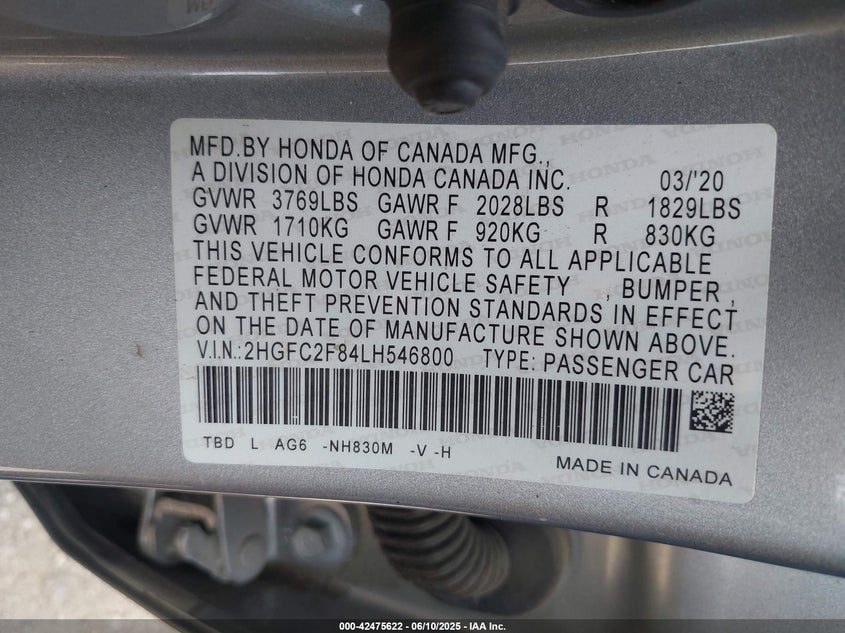 MFD.BY HONDA OF CANADA MFG.,
A DIVISION OF HONDA CANADA INC. 03/'20
GVWR 3769LBS GAWR F 2028LBS R 1829LBS
GVWR 1710KG GAWR F 920KG R 830KG
THIS VEHICLE CONFORMS TO ALL APPLICABLE
FEDERAL MOTOR VEHICLE SAFETY , BUMPER ,
AND THEFT PREVENTION STANDARDS IN EFFECT
ON THE DATE OF MANUFACTURE SHOWN ABOVE.
V.I.N.:2HGFC2F84LH546800 TYPE: PASSENGER CAR
TBD L AG6 -NH830M -V -H
MADE IN CANADA
000-42475622 - 06/10/2025 - IAA Inc.